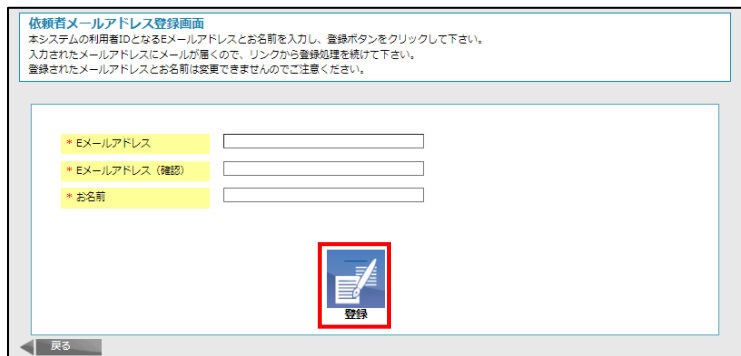 依頼者メールアドレス登録画面
本システムの利用者IDとなるEメールアドレスとお名前を入力し、登録ボタンをクリックして下さい。
入力されたメールアドレスにメールが届くので、リンクから登録処理を続けて下さい。
登録されたメールアドレスとお名前は変更できませんのでご注意ください。
* Eメールアドレス
* Eメールアドレス（確認）
* お名前
登録
戻る